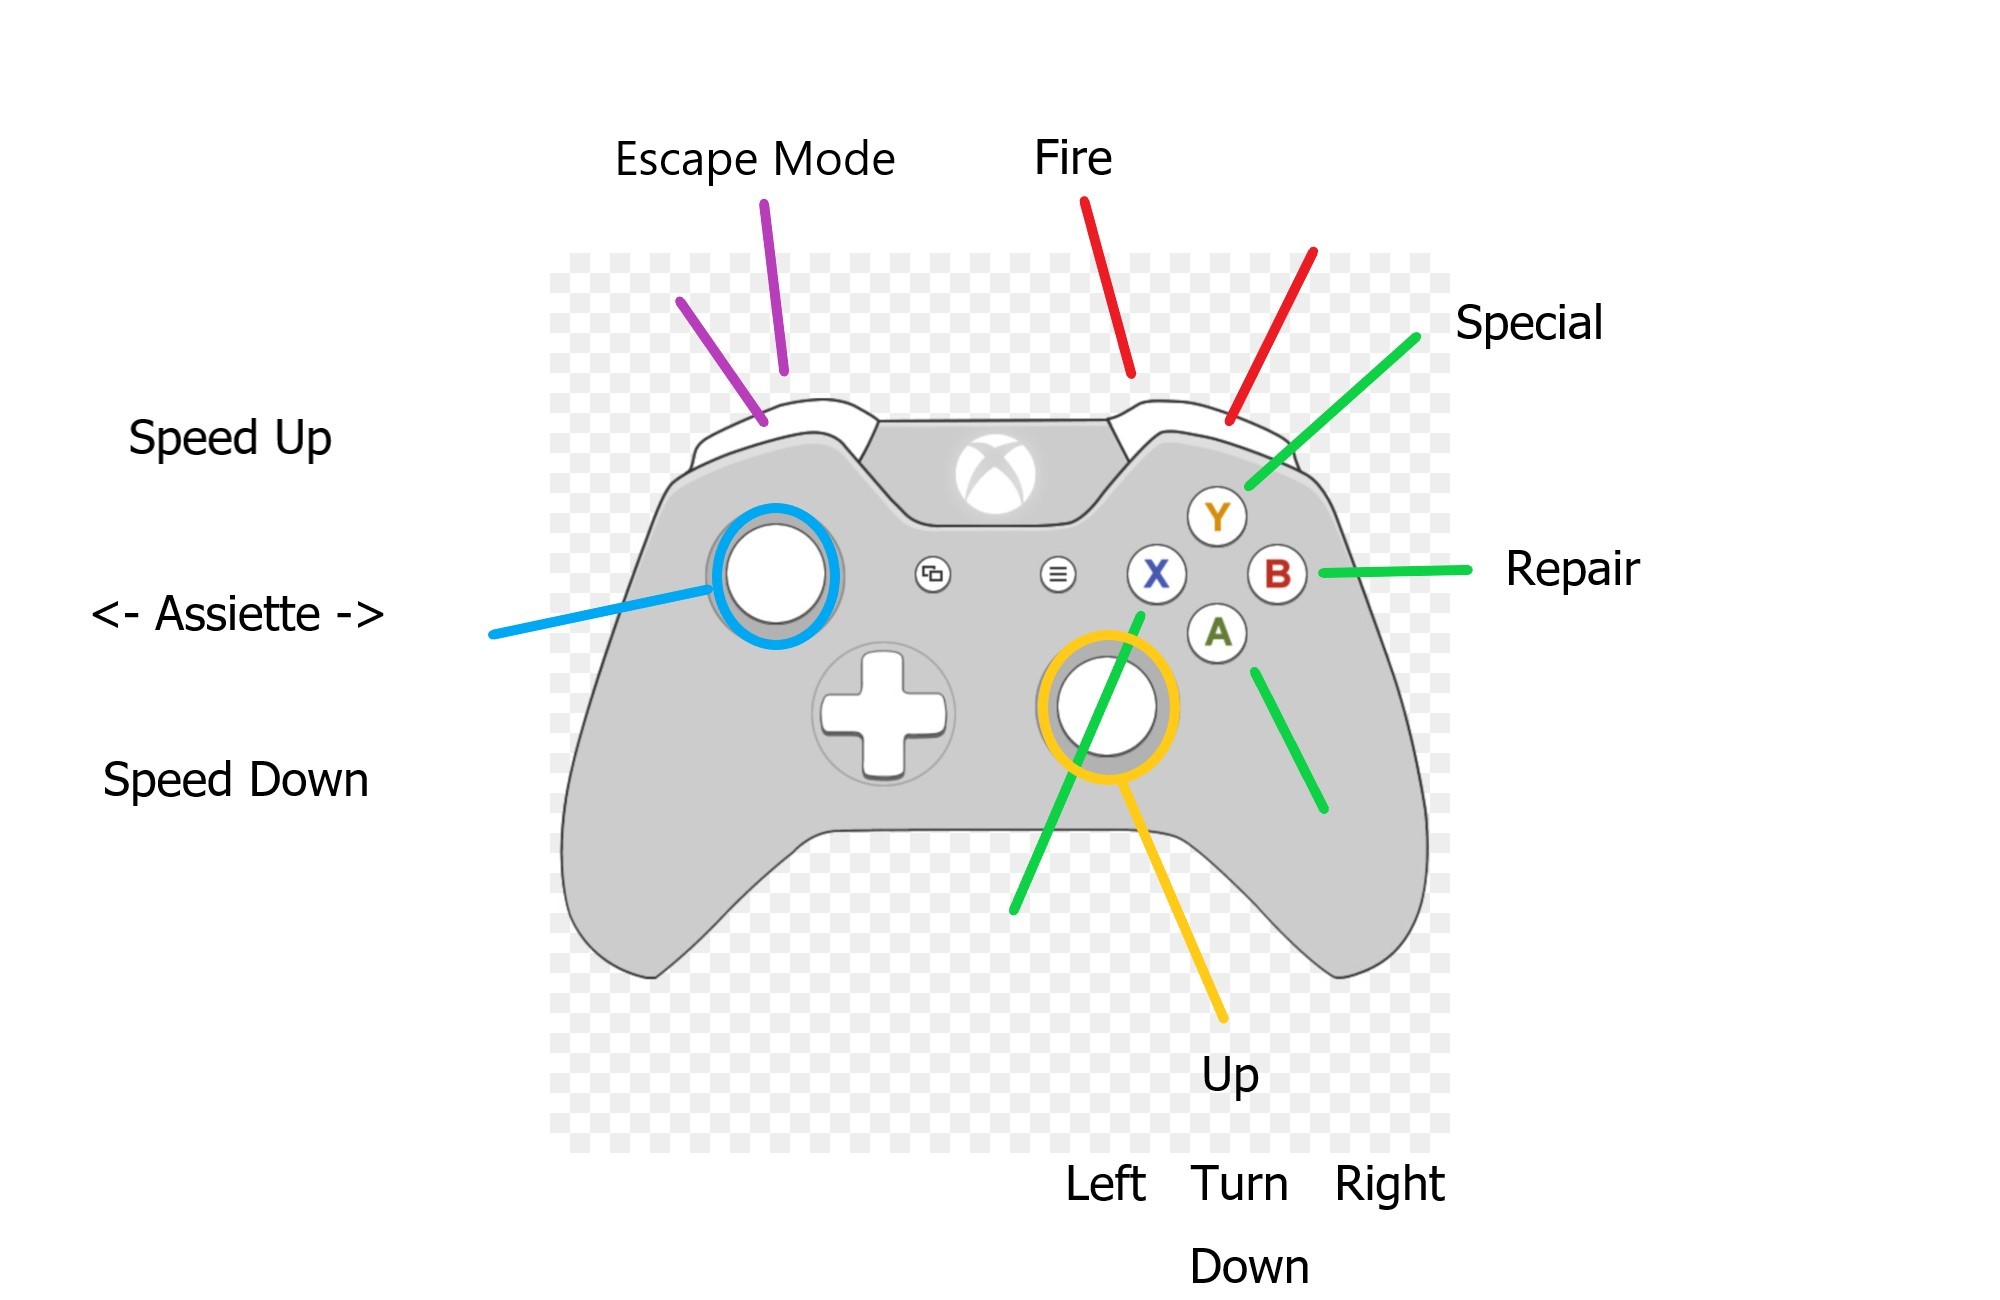 Escape Mode
Fire
Special
Speed Up
Y
X
B
Repair
<- Assiette ->
A
Speed Down
Up
Left Turn Right
Down